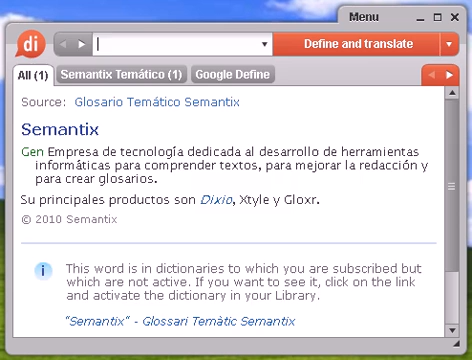 Menu
di
Define and translate
All (1)
Semantix Temático (1)
Google Define
Source: Glosario Temático Semantix
Semantix
Gen Empresa de tecnología dedicada al desarrollo de herramientas
informáticas para comprender textos, para mejorar la redacción y
para crear glosarios.
Su principales productos son Dixio, Xtyle y Gloxr.
© 2010 Semantix
i
This word is in dictionaries to which you are subscribed but
which are not active. If you want to see it, click on the link
and activate the dictionary in your Library.
"Semantix" - Glossari Temàtic Semantix